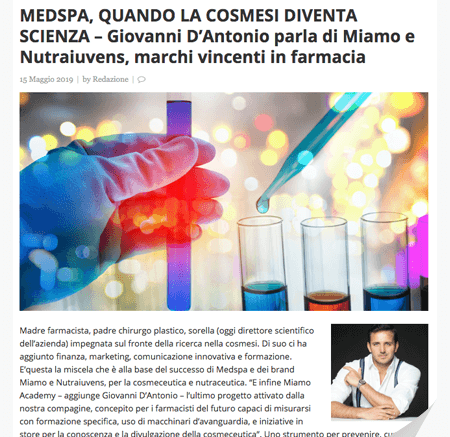 MEDSPA, QUANDO LA COSMESI DIVENTA
SCIENZA – Giovanni D’Antonio parla di Miamo e
Nutraiuvens, marchi vincenti in farmacia
15 Maggio 2019 | by Redazione |
Madre farmacista, padre chirurgo plastico, sorella (oggi direttore scientifico
dell’azienda) impegnata sul fronte della ricerca nella cosmesi. Di suo ci ha
aggiunto finanza, marketing, comunicazione innovativa e formazione.
E’questa la miscela che è alla base del successo di Medspa e dei brand
Miamo e Nutraiuvens, per la cosmeceutica e nutraceutica. “E infine Miamo
Academy – aggiunge Giovanni D’Antonio – l’ultimo progetto attivato dalla
nostra compagine, concepito per i farmacisti del futuro capaci di misurarsi
con formazione specifica, uso di macchinari d’avanguardia, e iniziative in
store per la conoscenza e la divulgazione della cosmeceutica”. Uno strumento per prevenire, cu